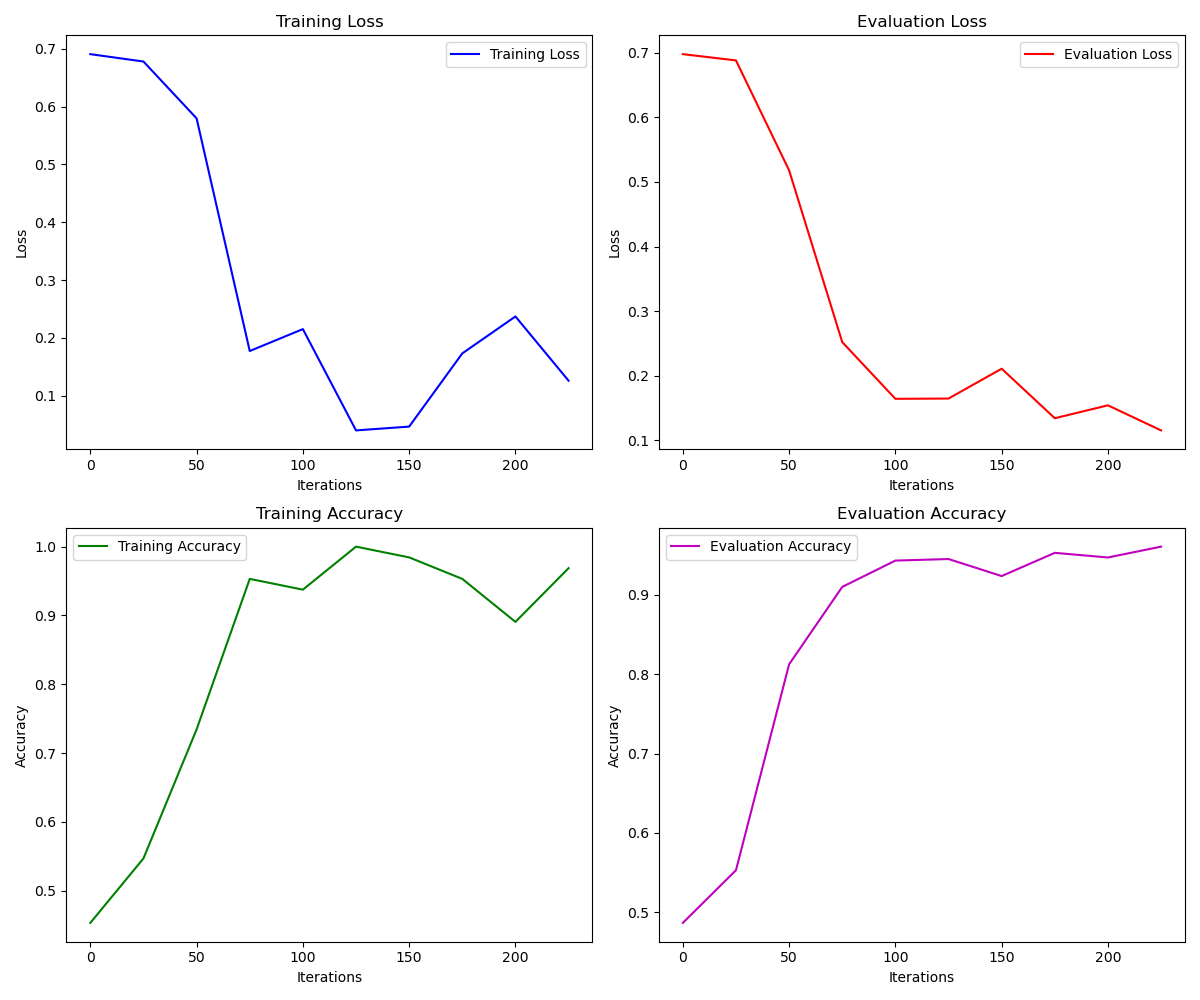 Training Loss
Training Loss
0.7
0.6
0.5
0.4
0.3
0.2
0.1
Loss
0 50 100 150 200
Iterations
Evaluation Loss
Evaluation Loss
0.7
0.6
0.5
0.4
0.3
0.2
0.1
Loss
0 50 100 150 200
Iterations
Training Accuracy
Training Accuracy
1.0
0.9
0.8
0.7
0.6
0.5
Accuracy
0 50 100 150 200
Iterations
Evaluation Accuracy
Evaluation Accuracy
0.9
0.8
0.7
0.6
0.5
Accuracy
0 50 100 150 200
Iterations